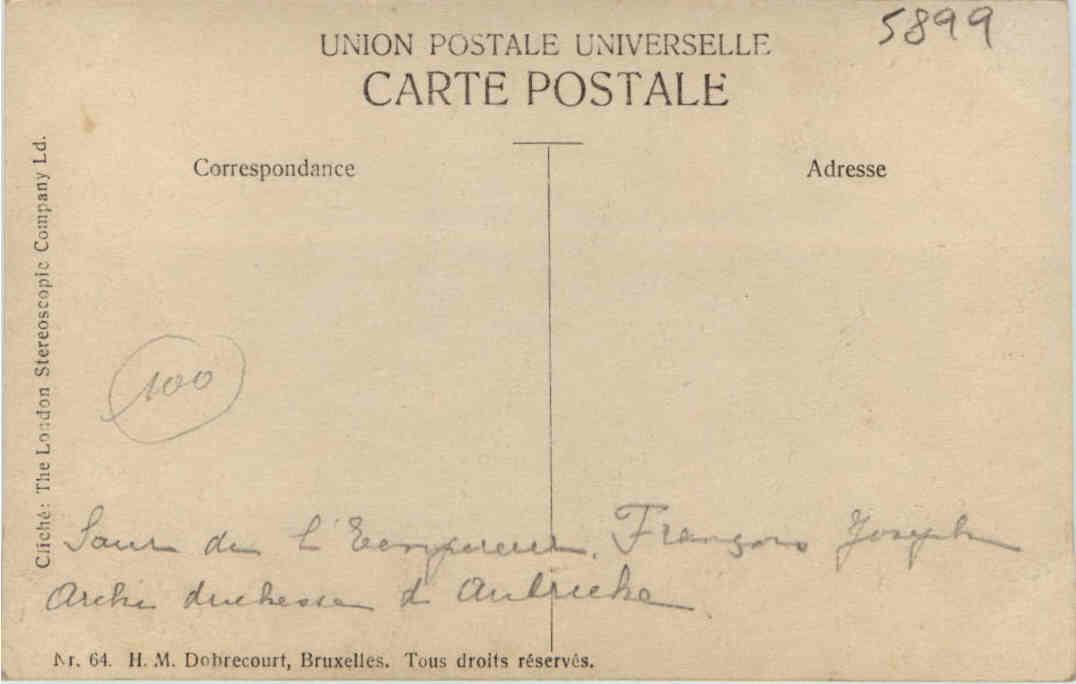 5899
UNION POSTALE UNIVERSELLE
CARTE POSTALE
Correspondance
Adresse
Cliché: The London Stereoscopic Company Ld.
100
Sœur de l'Empereur. François Joseph
Archi duchesse d Autriche
Nr. 64. H. M. Dobrecourt, Bruxelles. Tous droits réservés.